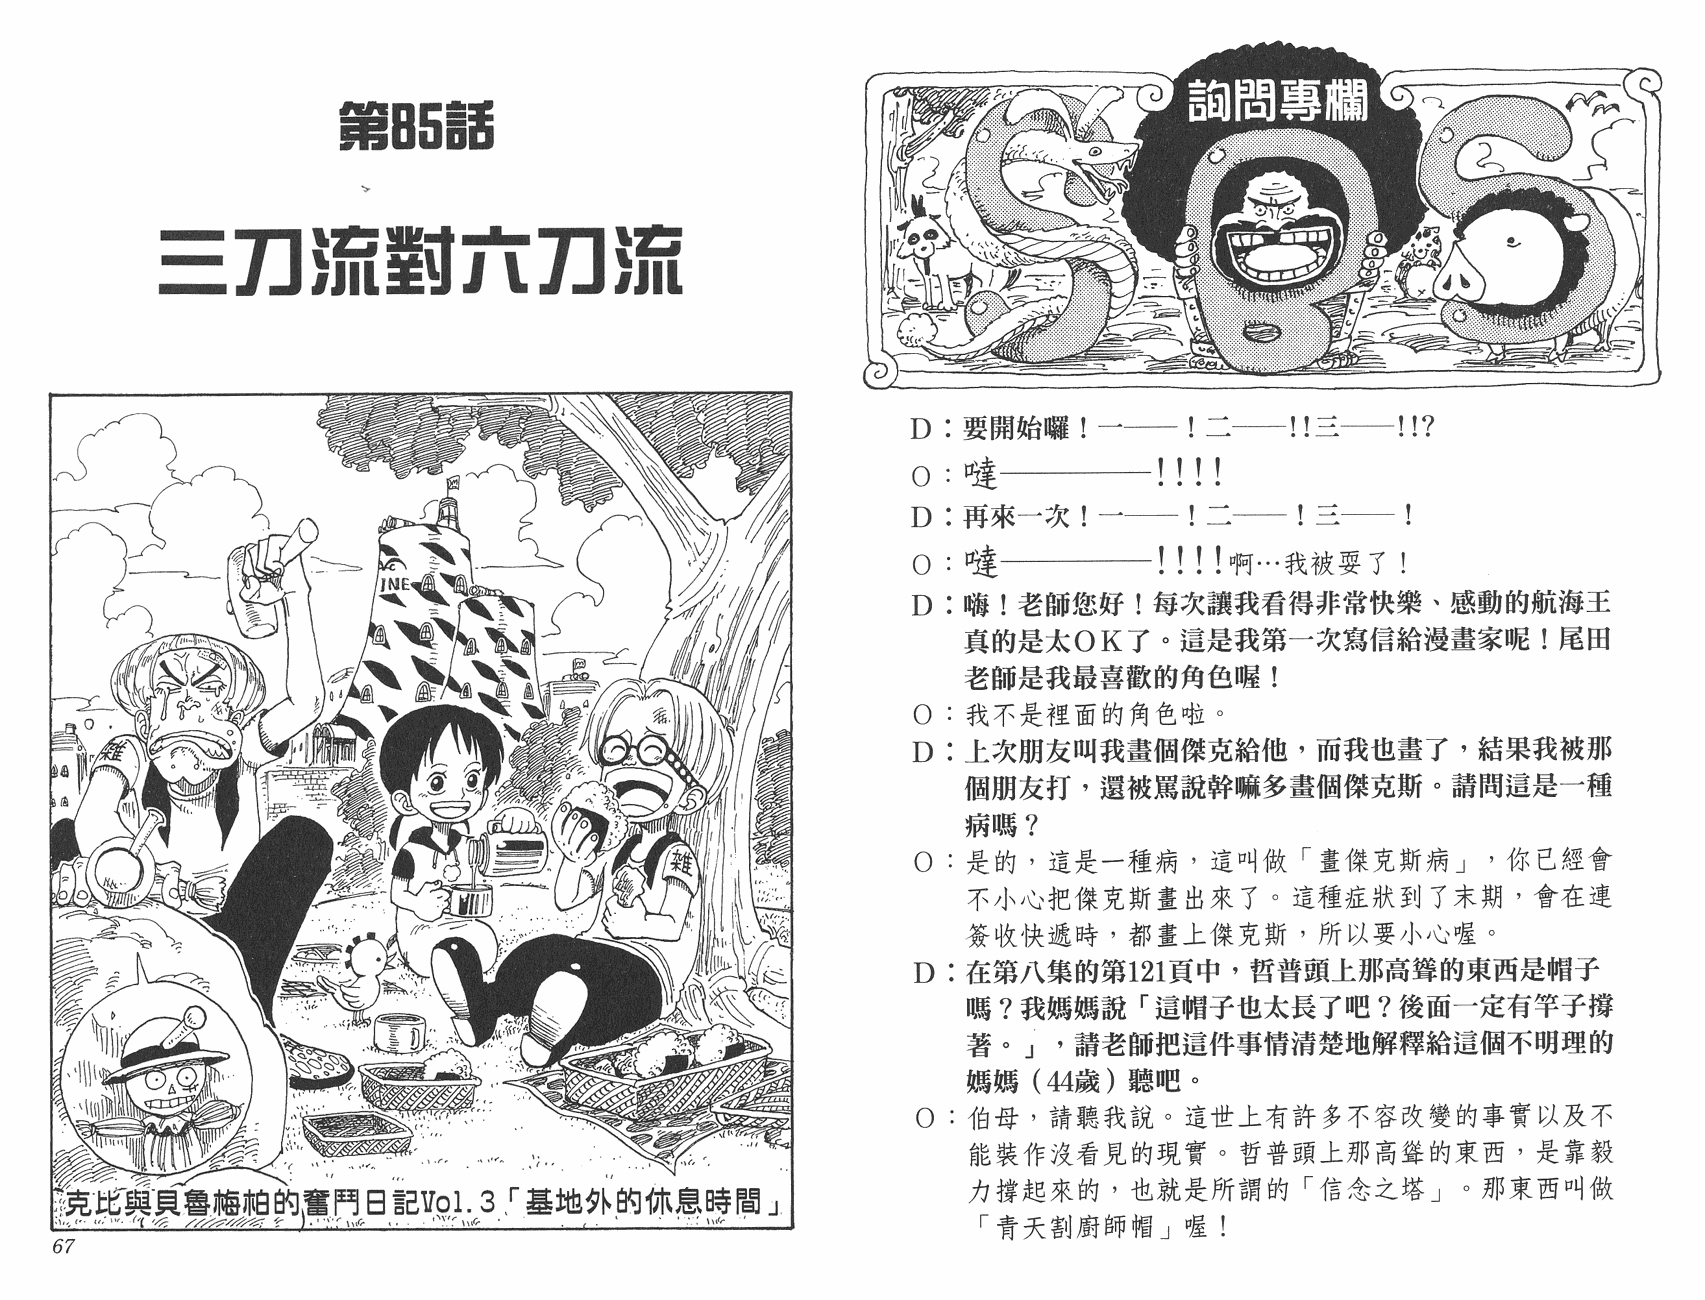 詢問專欄
D：要開始囉！一——！二——!!三——!!?
O：噠——————!!!!
D：再來一次！一——！二——！三——！
O：噠——————!!!!啊…我被耍了！
D：嗨！老師您好！每次讓我看得非常快樂、感動的航海王
真的是太OK了。這是我第一次寫信給漫畫家呢！尾田
老師是我最喜歡的角色喔！
O：我不是裡面的角色啦。
D：上次朋友叫我畫個傑克給他，而我也畫了，結果我被那
個朋友打，還被罵說幹嘛多畫個傑克斯。請問這是一種
病嗎？
O：是的，這是一種病，這叫做「畫傑克斯病」，你已經會
不小心把傑克斯畫出來了。這種症狀到了末期，會在連
簽收快遞時，都畫上傑克斯，所以要小心喔。
D：在第八集的第121頁中，哲普頭上那高聳的東西是帽子
嗎？我媽媽說「這帽子也太長了吧？後面一定有竿子撐
著。」，請老師把這件事情清楚地解釋給這個不明理的
媽媽（44歲）聽吧。
O：伯母，請聽我說。這世上有許多不容改變的事實以及不
能裝作沒看見的現實。哲普頭上那高聳的東西，是靠毅
力撐起來的，也就是所謂的「信念之塔」。那東西叫做
「青天割廚師帽」喔！
第85話
三刀流對六刀流
INE
雜
雜
克比與貝魯梅柏的奮鬥日記Vol.3「基地外的休息時間」
67